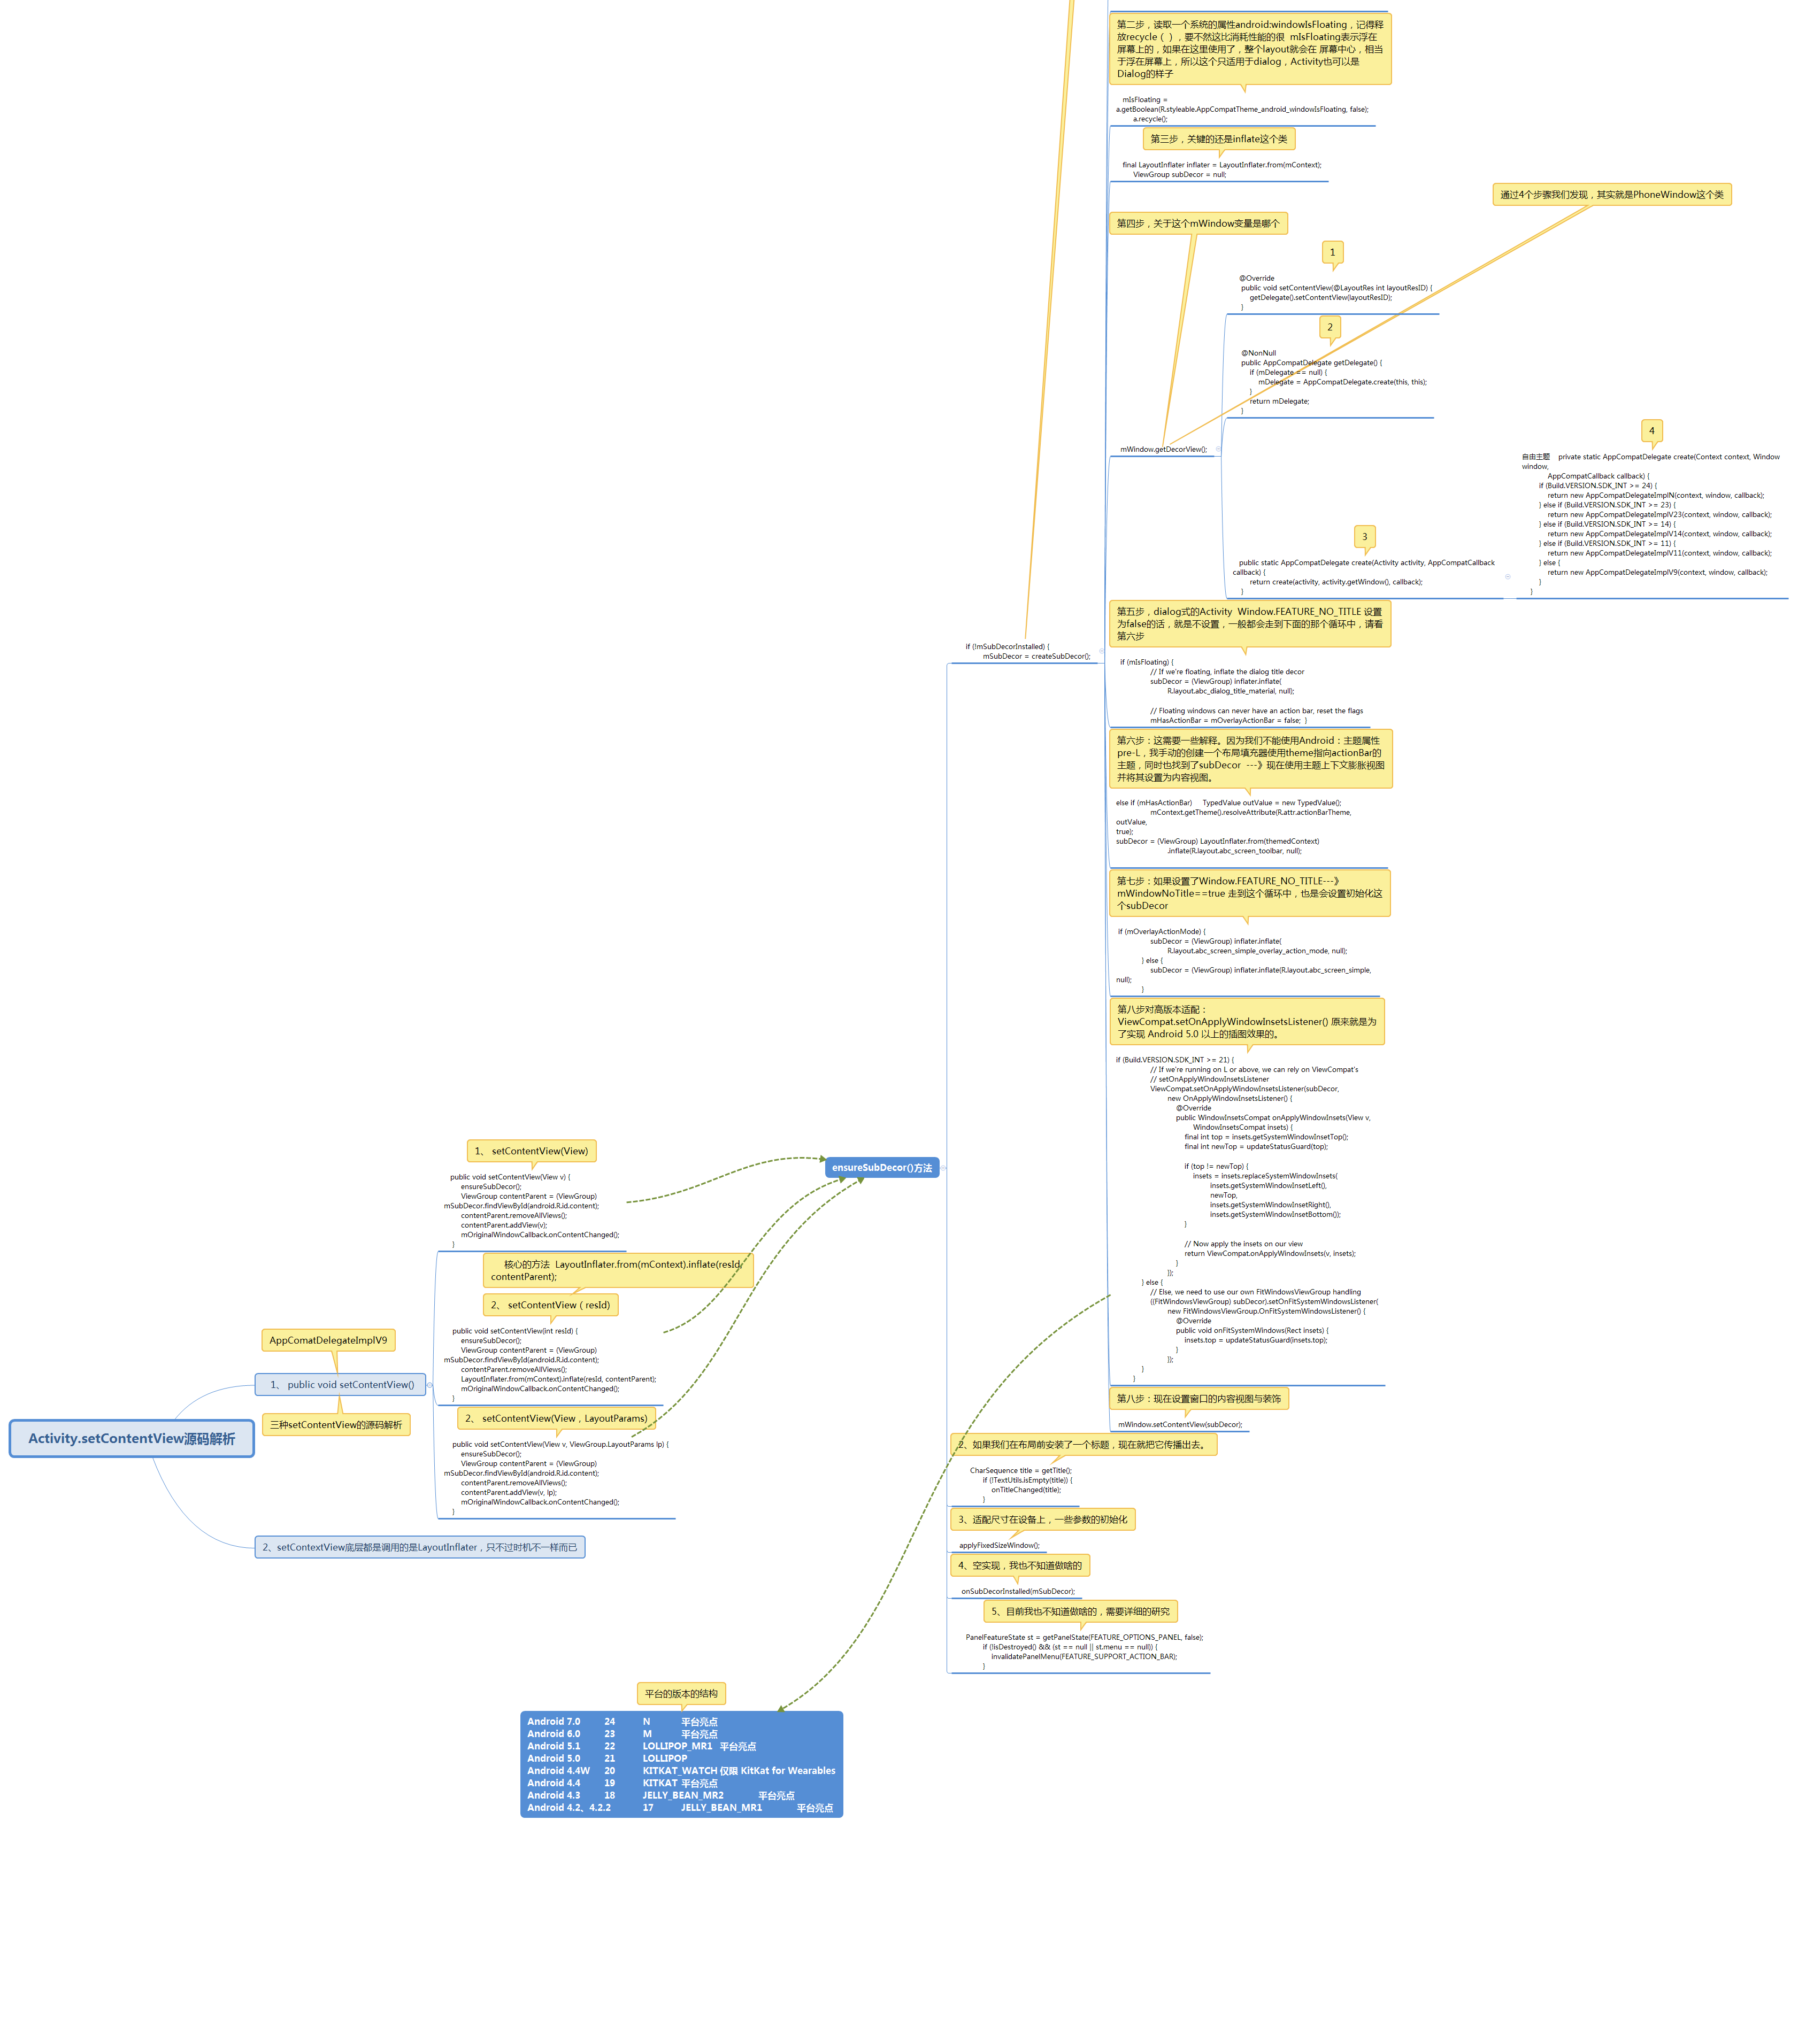 Activity.setContentView源码解析
AppComatDelegateImplV9
1、 public void setContentView()
三种setContentView的源码解析
2、setContextView底层都是调用的是LayoutInflater，只不过时机不一样而已
1、 setContentView(View)
public void setContentView(View v) {
ensureSubDecor();
ViewGroup contentParent = (ViewGroup)
mSubDecor.findViewById(android.R.id.content);
contentParent.removeAllViews();
contentParent.addView(v);
mOriginalWindowCallback.onContentChanged();
}
核心的方法 LayoutInflater.from(mContext).inflate(resId,
contentParent);
2、 setContentView（resId)
public void setContentView(int resId) {
ensureSubDecor();
ViewGroup contentParent = (ViewGroup)
mSubDecor.findViewById(android.R.id.content);
contentParent.removeAllViews();
LayoutInflater.from(mContext).inflate(resId, contentParent);
mOriginalWindowCallback.onContentChanged();
}
2、 setContentView(View，LayoutParams)
public void setContentView(View v, ViewGroup.LayoutParams lp) {
ensureSubDecor();
ViewGroup contentParent = (ViewGroup)
mSubDecor.findViewById(android.R.id.content);
contentParent.removeAllViews();
contentParent.addView(v, lp);
mOriginalWindowCallback.onContentChanged();
}
ensureSubDecor()方法
if (!mSubDecorInstalled) {
mSubDecor = createSubDecor();
第二步，读取一个系统的属性android:windowIsFloating，记得释
放recycle（），要不然这比消耗性能的很 mIsFloating表示浮在
屏幕上的，如果在这里使用了，整个layout就会在 屏幕中心，相当
于浮在屏幕上，所以这个只适用于dialog，Activity也可以是
Dialog的样子
mIsFloating =
a.getBoolean(R.styleable.AppCompatTheme_android_windowIsFloating, false);
a.recycle();
第三步，关键的还是inflate这个类
final LayoutInflater inflater = LayoutInflater.from(mContext);
ViewGroup subDecor = null;
第四步，关于这个mWindow变量是哪个
通过4个步骤我们发现，其实就是PhoneWindow这个类
mWindow.getDecorView();
1
@Override
public void setContentView(@LayoutRes int layoutResID) {
getDelegate().setContentView(layoutResID);
}
2
@NonNull
public AppCompatDelegate getDelegate() {
if (mDelegate == null) {
mDelegate = AppCompatDelegate.create(this, this);
}
return mDelegate;
}
3
public static AppCompatDelegate create(Activity activity, AppCompatCallback
callback) {
return create(activity, activity.getWindow(), callback);
}
4
自由主题 private static AppCompatDelegate create(Context context, Window
window,
AppCompatCallback callback) {
if (Build.VERSION.SDK_INT >= 24) {
return new AppCompatDelegateImplN(context, window, callback);
} else if (Build.VERSION.SDK_INT >= 23) {
return new AppCompatDelegateImplV23(context, window, callback);
} else if (Build.VERSION.SDK_INT >= 14) {
return new AppCompatDelegateImplV14(context, window, callback);
} else if (Build.VERSION.SDK_INT >= 11) {
return new AppCompatDelegateImplV11(context, window, callback);
} else {
return new AppCompatDelegateImplV9(context, window, callback);
}
}
第五步，dialog式的Activity Window.FEATURE_NO_TITLE 设置
为false的话，就是不设置，一般都会走到下面的那个循环中，请看
第六步
if (mIsFloating) {
// If we're floating, inflate the dialog title decor
subDecor = (ViewGroup) inflater.inflate(
R.layout.abc_dialog_title_material, null);
// Floating windows can never have an action bar, reset the flags
mHasActionBar = mOverlayActionBar = false; }
第六步：这需要一些解释。因为我们不能使用Android：主题属性
pre-L，我手动的创建一个布局填充器使用theme指向actionBar的
主题，同时也找到了subDecor ---》现在使用主题上下文膨胀视图
并将其设置为内容视图。
else if (mHasActionBar) TypedValue outValue = new TypedValue();
mContext.getTheme().resolveAttribute(R.attr.actionBarTheme,
outValue,
true);
subDecor = (ViewGroup) LayoutInflater.from(themedContext)
.inflate(R.layout.abc_screen_toolbar, null);
第七步：如果设置了Window.FEATURE_NO_TITLE---》
mWindowNoTitle==true 走到这个循环中，也是会设置初始化这
个subDecor
if (mOverlayActionMode) {
subDecor = (ViewGroup) inflater.inflate(
R.layout.abc_screen_simple_overlay_action_mode, null);
} else {
subDecor = (ViewGroup) inflater.inflate(R.layout.abc_screen_simple,
null);
}
第八步对高版本适配：
ViewCompat.setOnApplyWindowInsetsListener() 原来就是为
了实现 Android 5.0 以上的插图效果的。
if (Build.VERSION.SDK_INT >= 21) {
// If we're running on L or above, we can rely on ViewCompat's
// setOnApplyWindowInsetsListener
ViewCompat.setOnApplyWindowInsetsListener(subDecor,
new OnApplyWindowInsetsListener() {
@Override
public WindowInsetsCompat onApplyWindowInsets(View v,
WindowInsetsCompat insets) {
final int top = insets.getSystemWindowInsetTop();
final int newTop = updateStatusGuard(top);
if (top != newTop) {
insets = insets.replaceSystemWindowInsets(
insets.getSystemWindowInsetLeft(),
newTop,
insets.getSystemWindowInsetRight(),
insets.getSystemWindowInsetBottom());
}
// Now apply the insets on our view
return ViewCompat.onApplyWindowInsets(v, insets);
}
});
} else {
// Else, we need to use our own FitWindowsViewGroup handling
((FitWindowsViewGroup) subDecor).setOnFitSystemWindowsListener(
new FitWindowsViewGroup.OnFitSystemWindowsListener() {
@Override
public void onFitSystemWindows(Rect insets) {
insets.top = updateStatusGuard(insets.top);
}
});
}
}
第八步：现在设置窗口的内容视图与装饰
mWindow.setContentView(subDecor);
2、如果我们在布局前安装了一个标题，现在就把它传播出去。
CharSequence title = getTitle();
if (!TextUtils.isEmpty(title)) {
onTitleChanged(title);
}
3、适配尺寸在设备上，一些参数的初始化
applyFixedSizeWindow();
4、空实现，我也不知道做啥的
onSubDecorInstalled(mSubDecor);
5、目前我也不知道做啥的，需要详细的研究
PanelFeatureState st = getPanelState(FEATURE_OPTIONS_PANEL, false);
if (!isDestroyed() && (st == null || st.menu == null)) {
invalidatePanelMenu(FEATURE_SUPPORT_ACTION_BAR);
}
平台的版本的结构
Android 7.0 24 N 平台亮点
Android 6.0 23 M 平台亮点
Android 5.1 22 LOLLIPOP_MR1 平台亮点
Android 5.0 21 LOLLIPOP
Android 4.4W 20 KITKAT_WATCH 仅限 KitKat for Wearables
Android 4.4 19 KITKAT 平台亮点
Android 4.3 18 JELLY_BEAN_MR2 平台亮点
Android 4.2、4.2.2 17 JELLY_BEAN_MR1 平台亮点